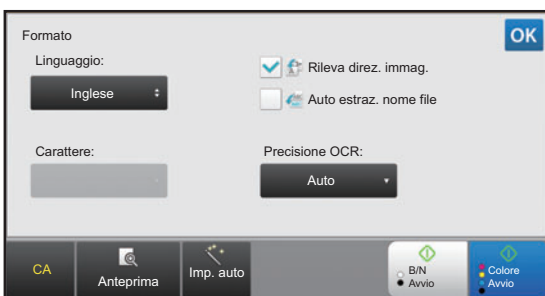 Formato
OK
Linguaggio:
Inglese
Rileva direz. immag.
Auto estraz. nome file
Carattere:
Precisione OCR:
Auto
CA
Anteprima
Imp. auto
B/N
Avvio
Colore
Avvio